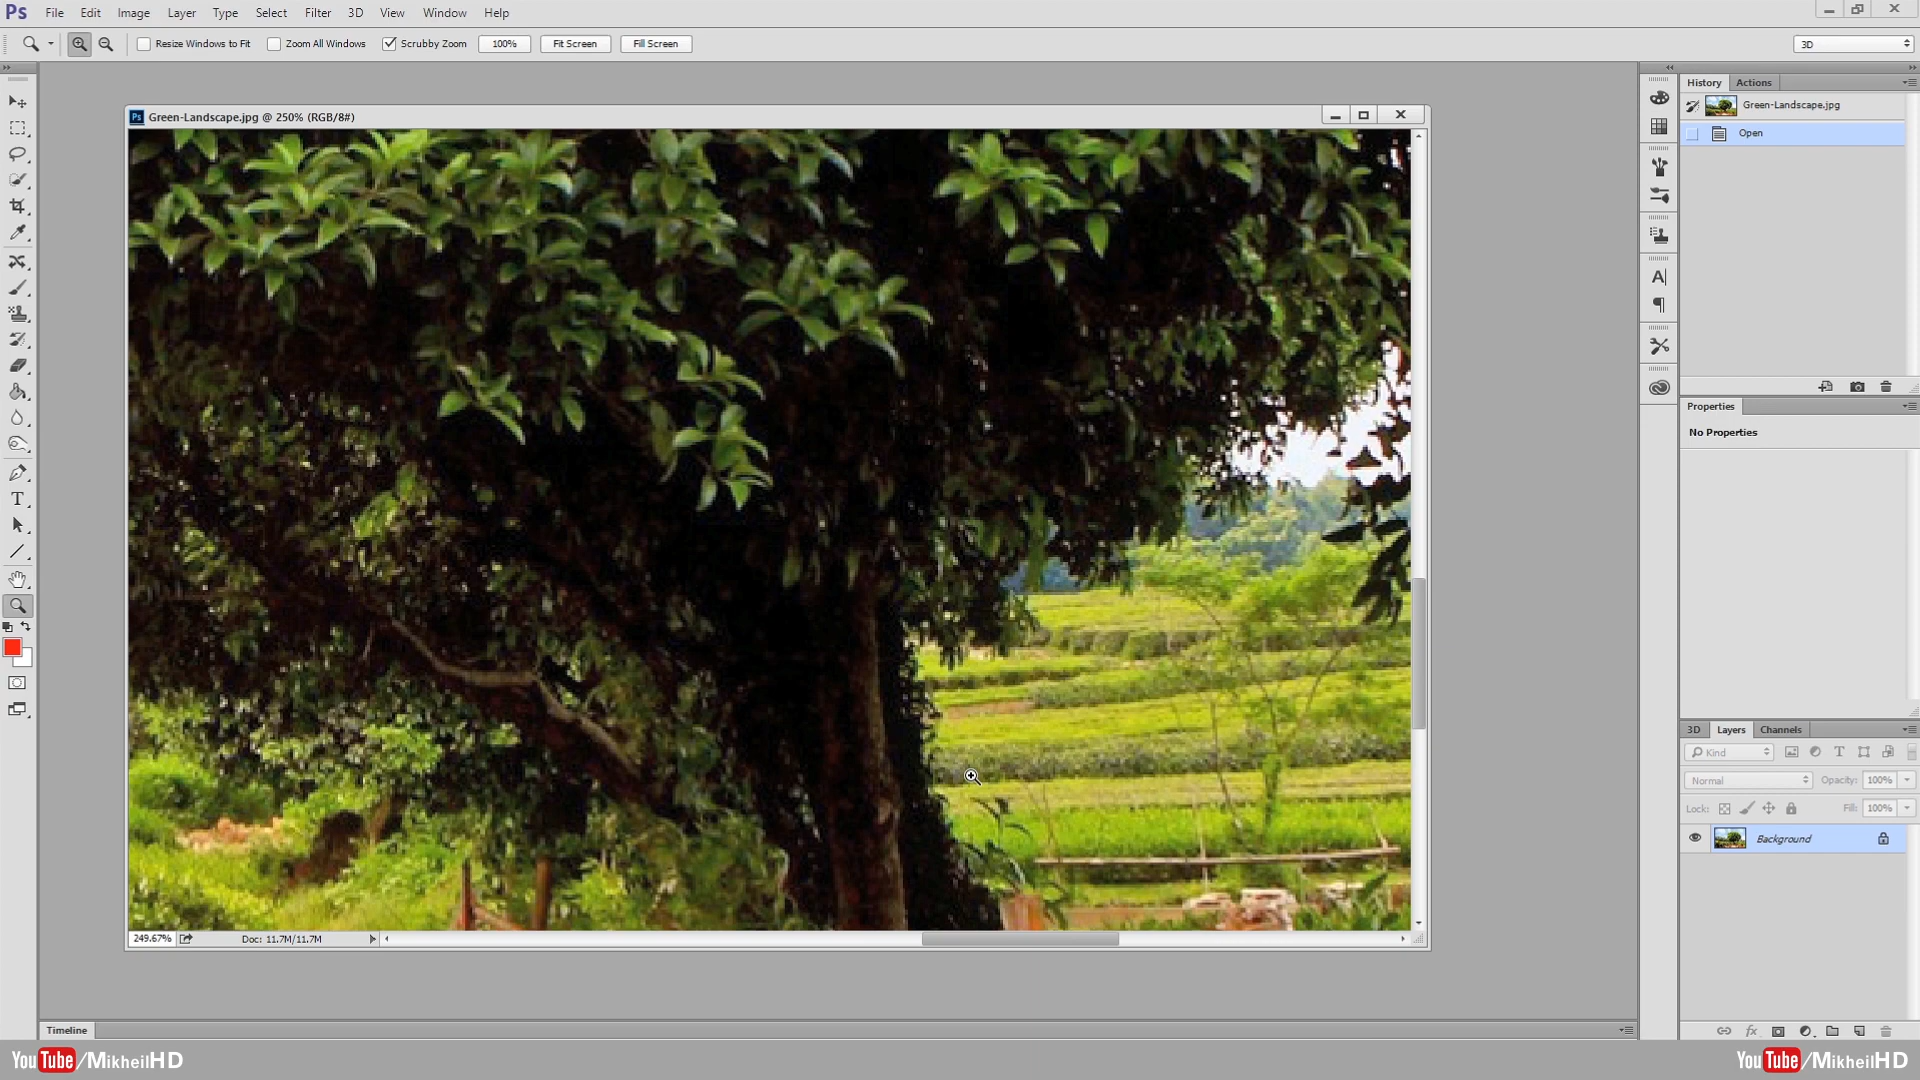 Ps File Edit Image Layer Type Select Filter 3D View Window Help
Resize Windows to Fit Zoom All Windows Scrubby Zoom 100% Fit Screen Fill Screen 3D
Ps Green-Landscape.jpg @ 250% (RGB/8#)
History Actions
Green-Landscape.jpg
Open
Properties
No Properties
3D Layers Channels
Kind
Normal Opacity: 100%
Lock: Fill: 100%
Background
249.67% Doc: 11.7M/11.7M
Timeline
YouTube/MikheilHD
YouTube/MikheilHD